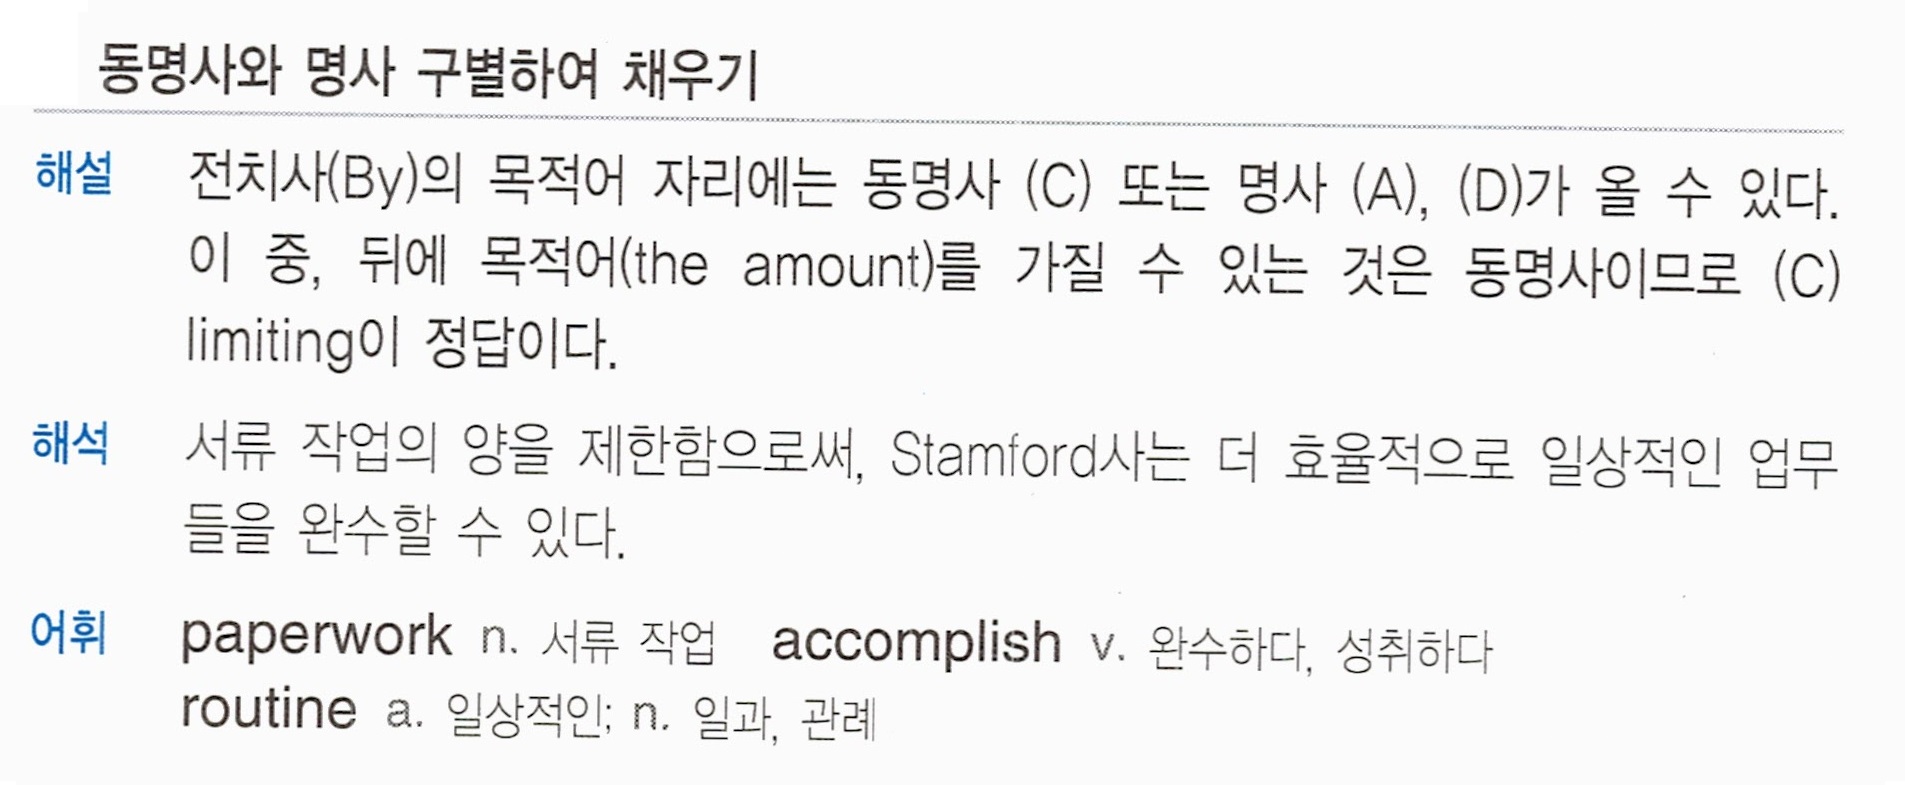 동명사와 명사 구별하여 채우기
해설 전치사(By)의 목적어 자리에는 동명사 (C) 또는 명사 (A), (D)가 올 수 있다.
이 중, 뒤에 목적어(the amount)를 가질 수 있는 것은 동명사이므로 (C)
limiting이 정답이다.
해석 서류 작업의 양을 제한함으로써, Stamford사는 더 효율적으로 일상적인 업무
들을 완수할 수 있다.
어휘 paperwork n. 서류 작업 accomplish v. 완수하다, 성취하다
routine a. 일상적인; n. 일과, 관례